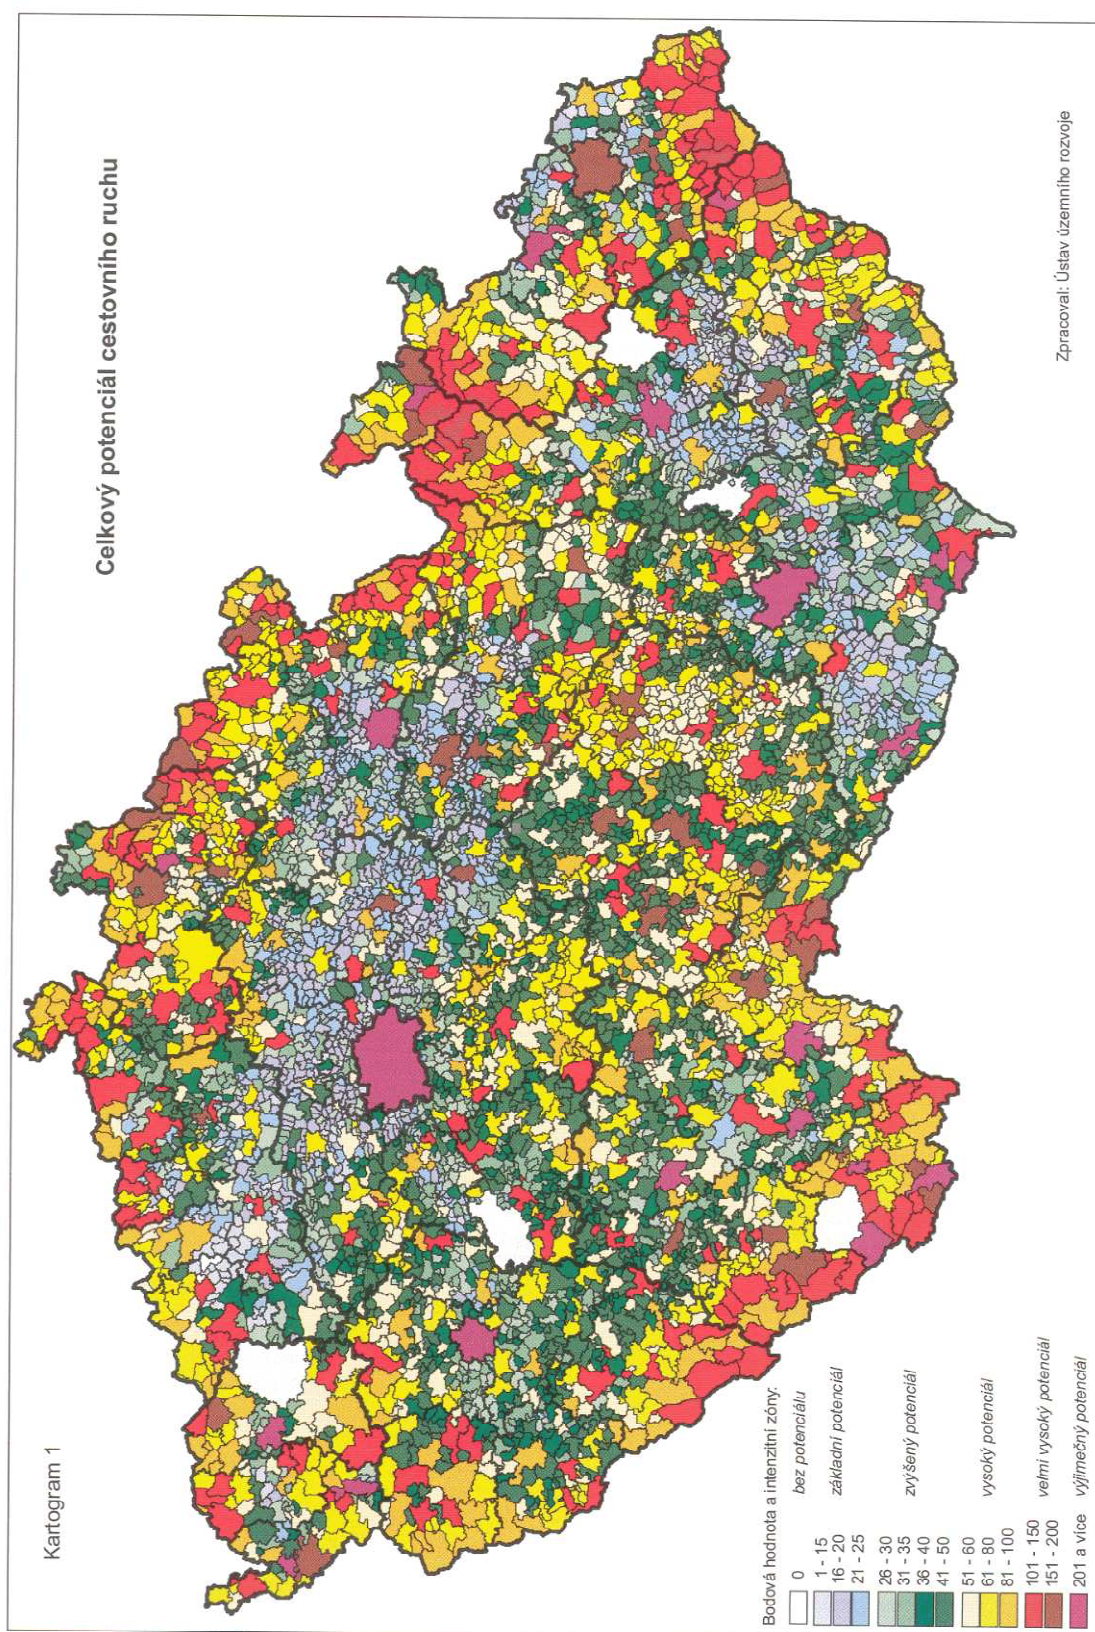 Kartogram 1
Celkový potenciál cestovního ruchu
Bodová hodnota a intenzitní zóny:
0 bez potenciálu
1 - 15
16 - 20 základní potenciál
21 - 25
26 - 30
31 - 35 zvýšený potenciál
36 - 40
41 - 50
51 - 60
61 - 80 vysoký potenciál
81 - 100
101 - 150 velmi vysoký potenciál
151 - 200
201 a více výjimečný potenciál
Zpracoval: Ústav územního rozvoje